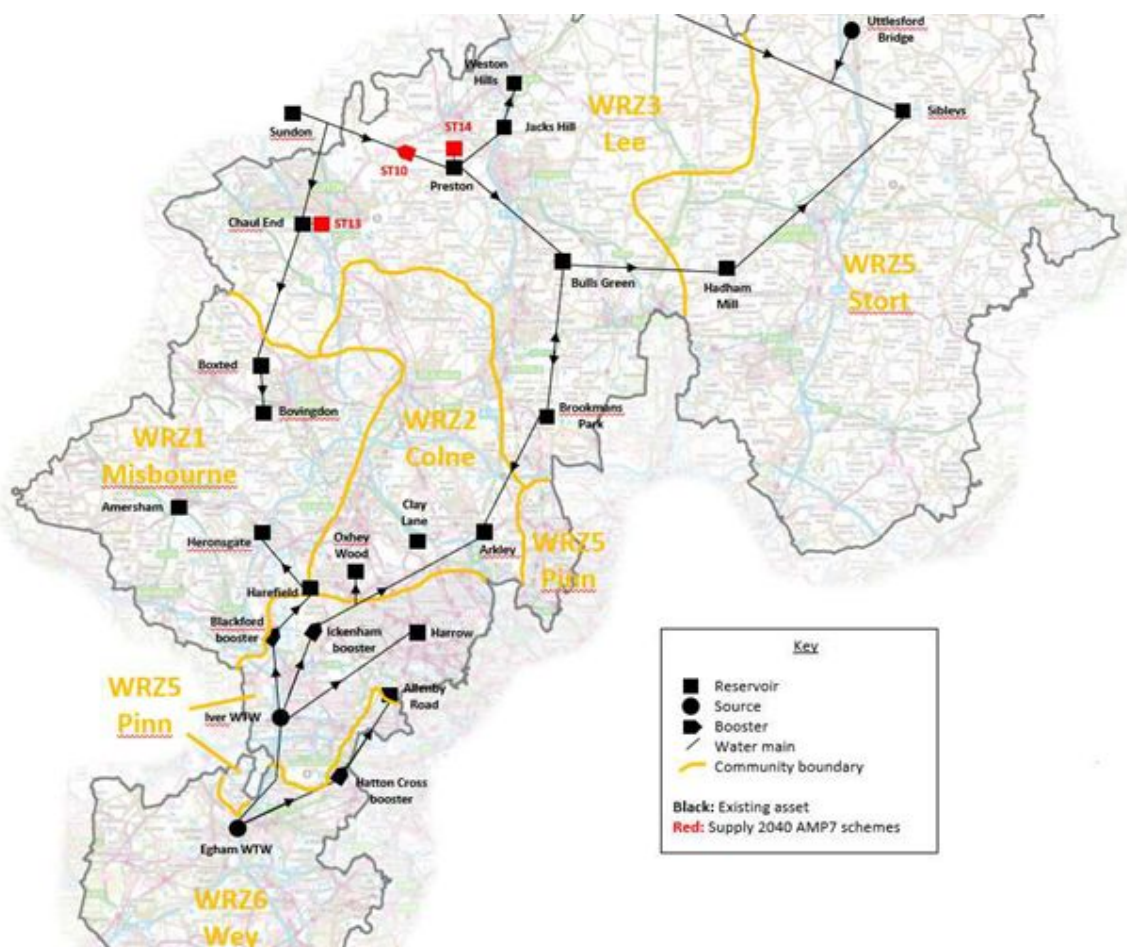 Uttlesford
Bridge
Weston
Hills
WRZ3
Lee
Sibleys
Sundon
ST14
Jacks Hill
ST10
Preston
Chaul End
ST13
Bulls Green
Hadham
Mill
WRZ5
Stort
Boxted
Bovingdon
Brookmans
Park
WRZ1
Misbourne
WRZ2
Colne
Amersham
Clay
Lane
Heronsgate
Oxhey
Wood
Arkley
WRZ5
Pinn
Harefield
Blackford
booster
Ickenham
booster
Harrow
WRZ5
Pinn
Iver WTW
Allenby
Road
Hatton Cross
booster
Egham WTW
WRZ6
Wey
Key
Reservoir
Source
Booster
Water main
Community boundary
Black: Existing asset
Red: Supply 2040 AMP7 schemes